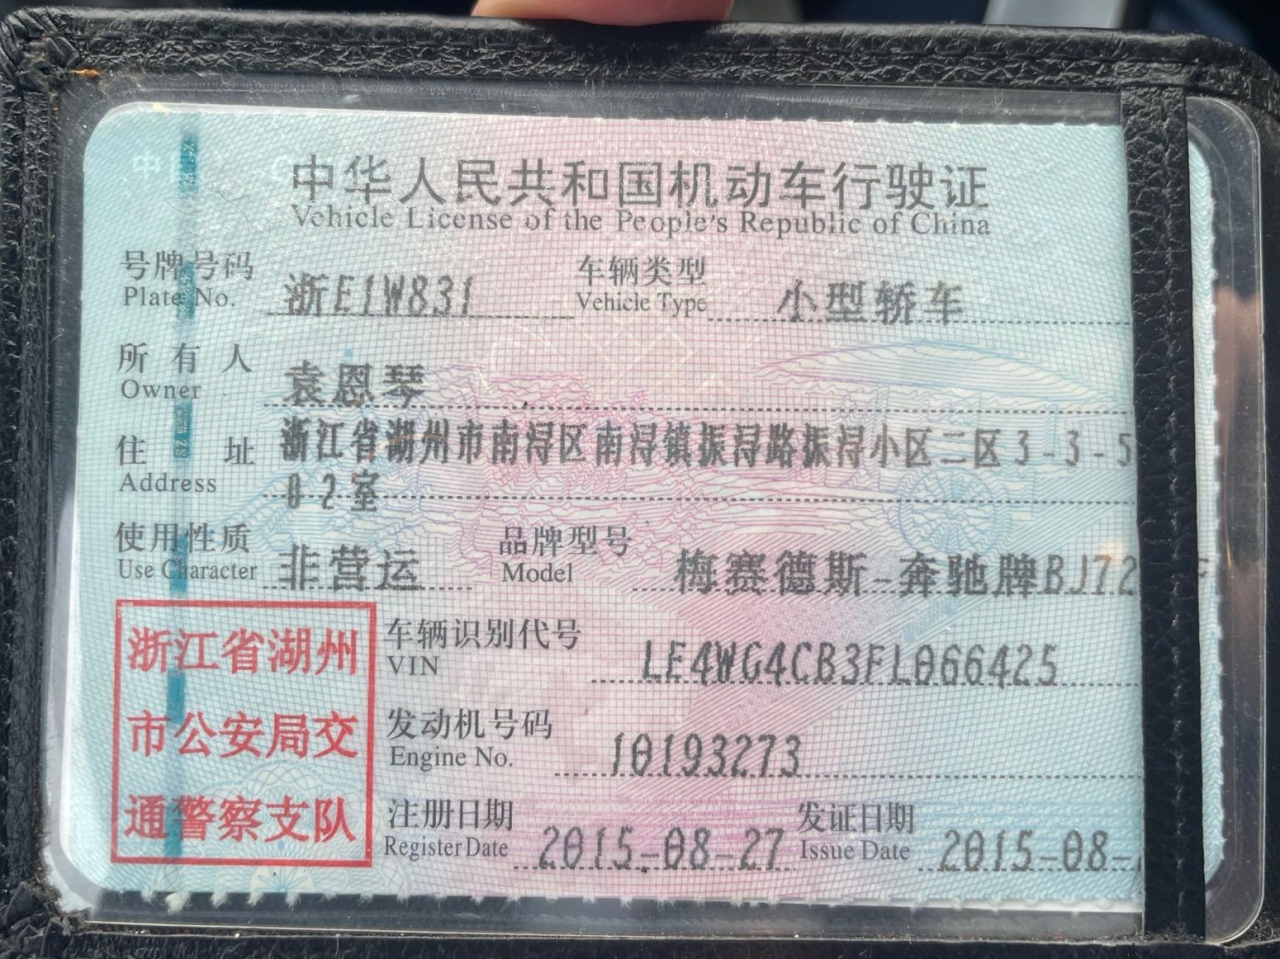 中华人民共和国机动车行驶证
Vehicle License of the People's Republic of China
号牌号码 浙E1W831 车辆类型 小型轿车
Plate No. Vehicle Type
所有人 袁恩琴
Owner
住址 浙江省湖州市南浔区南浔镇振浔路振浔小区二区3-3-5
Address 02室
使用性质 非营运 品牌型号 梅赛德斯-奔驰牌BJ72
Use Character Model
浙江省湖州
市公安局交
通警察支队
车辆识别代号 LE4WG4CB3FL066425
VIN
发动机号码 10193273
Engine No.
注册日期 2015-08-27 发证日期 2015-08-
Register Date Issue Date